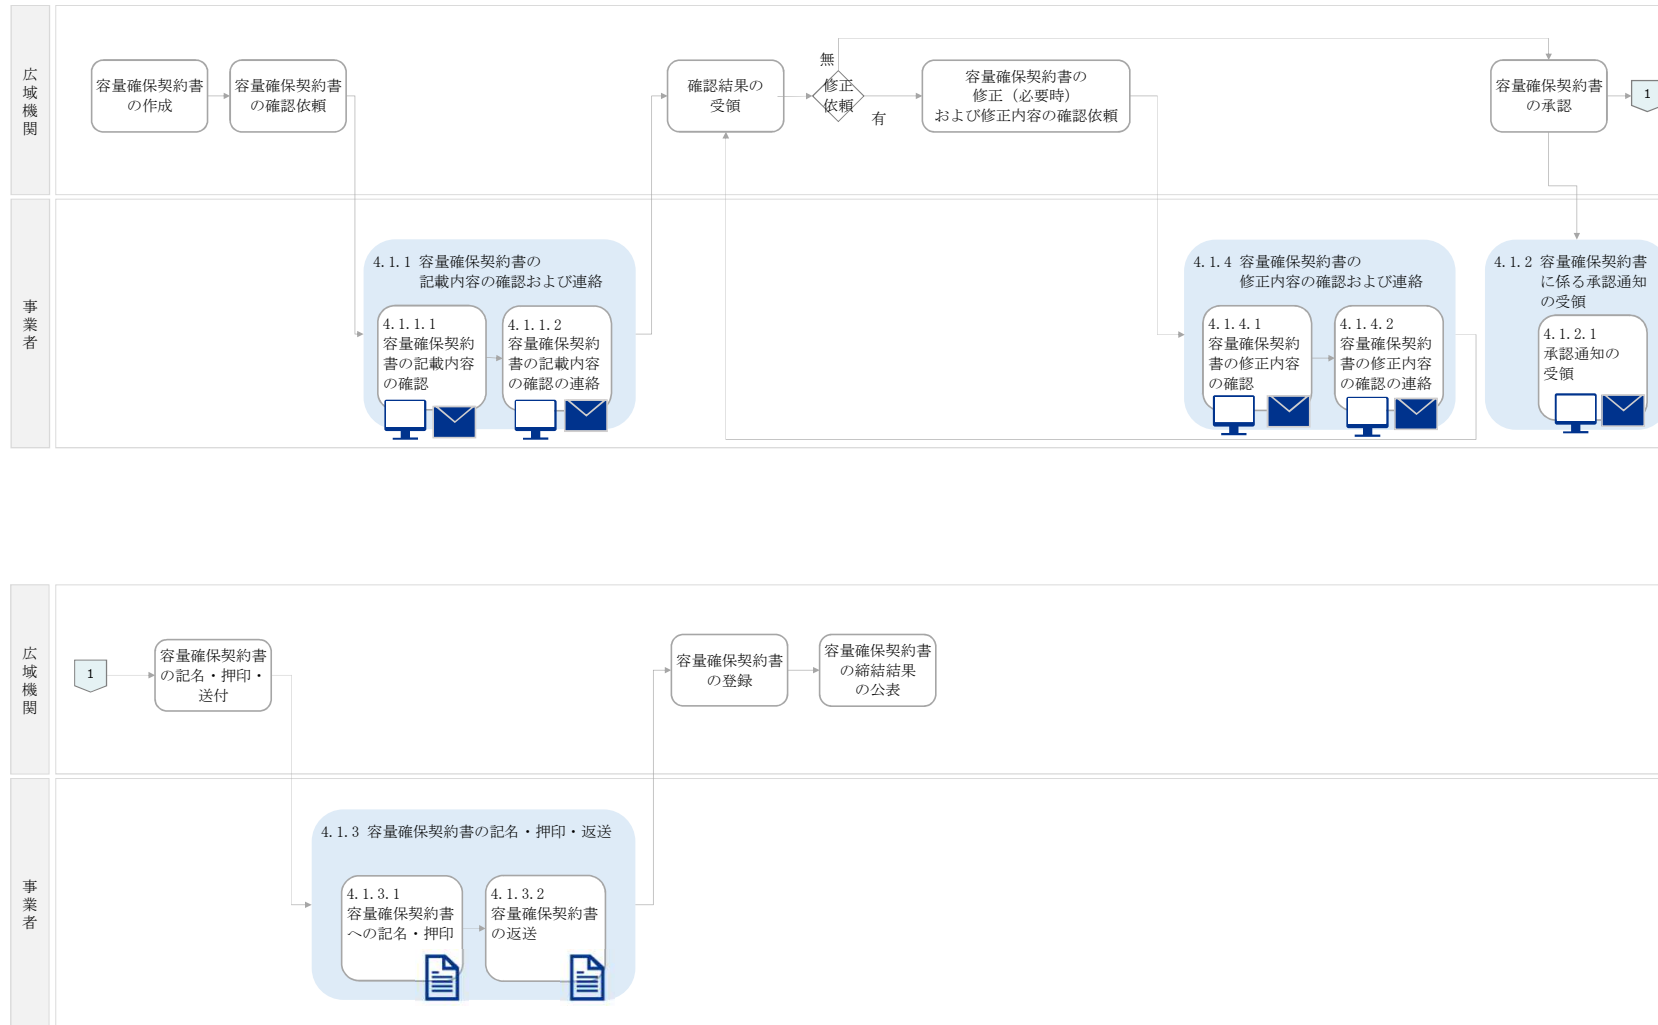 広域機関
容量確保契約書
の作成
容量確保契約書
の確認依頼
確認結果の
受領
無
修正
依頼
有
容量確保契約書の
修正（必要時）
および修正内容の確認依頼
容量確保契約書
の承認
1
事業者
4.1.1 容量確保契約書の
記載内容の確認および連絡
4.1.1.1
容量確保契約
書の記載内容
の確認
4.1.1.2
容量確保契約
書の記載内容
の確認の連絡
4.1.4 容量確保契約書の
修正内容の確認および連絡
4.1.4.1
容量確保契約
書の修正内容
の確認
4.1.4.2
容量確保契約
書の修正内容
の確認の連絡
4.1.2 容量確保契約書
に係る承認通知
の受領
4.1.2.1
承認通知の
受領
広域機関
1
容量確保契約書
の記名・押印・
送付
容量確保契約書
の登録
容量確保契約書
の締結結果
の公表
事業者
4.1.3 容量確保契約書の記名・押印・返送
4.1.3.1
容量確保契約書
への記名・押印
4.1.3.2
容量確保契約書
の返送